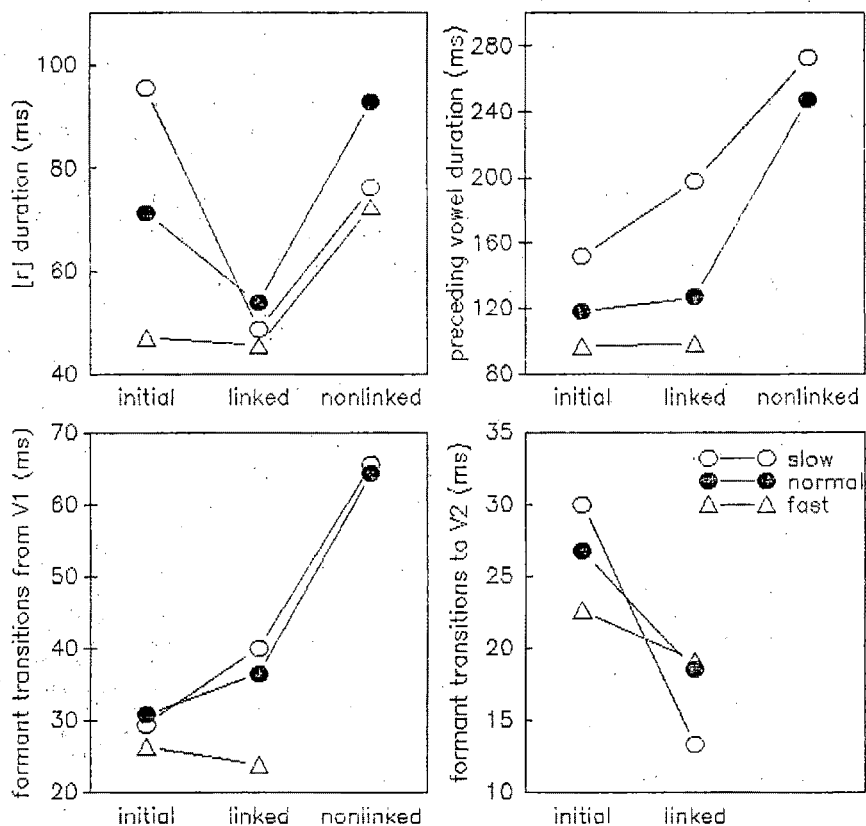 [r] duration (ms)
100
80
60
40
initial linked nonlinked
preceding vowel duration (ms)
280
240
200
160
120
80
initial linked nonlinked
formant transitions from V1 (ms)
70
60
50
40
30
20
initial linked nonlinked
formant transitions to V2 (ms)
35
30
25
20
15
10
initial linked
slow
normal
fast